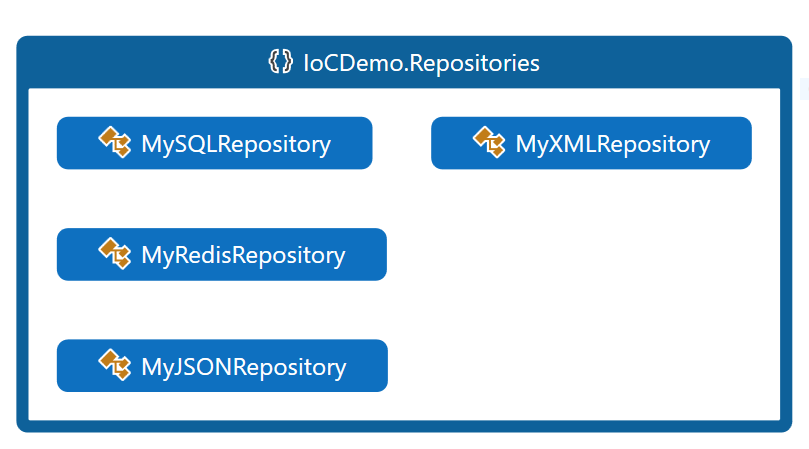 IoCDemo.Repositories
MySQLRepository
MyXMLRepository
MyRedisRepository
MyJSONRepository